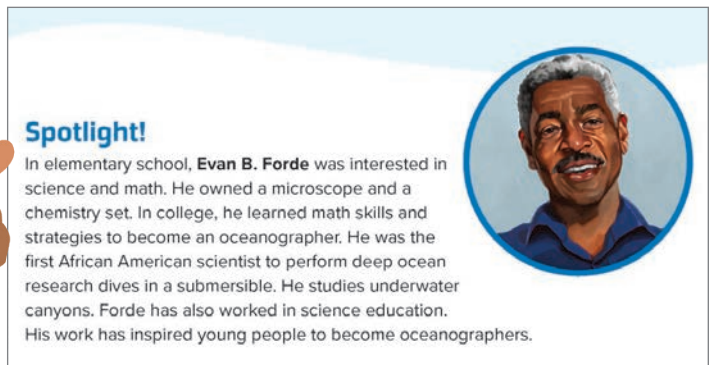 Spotlight!
In elementary school, Evan B. Forde was interested in
science and math. He owned a microscope and a
chemistry set. In college, he learned math skills and
strategies to become an oceanographer. He was the
first African American scientist to perform deep ocean
research dives in a submersible. He studies underwater
canyons. Forde has also worked in science education.
His work has inspired young people to become oceanographers.